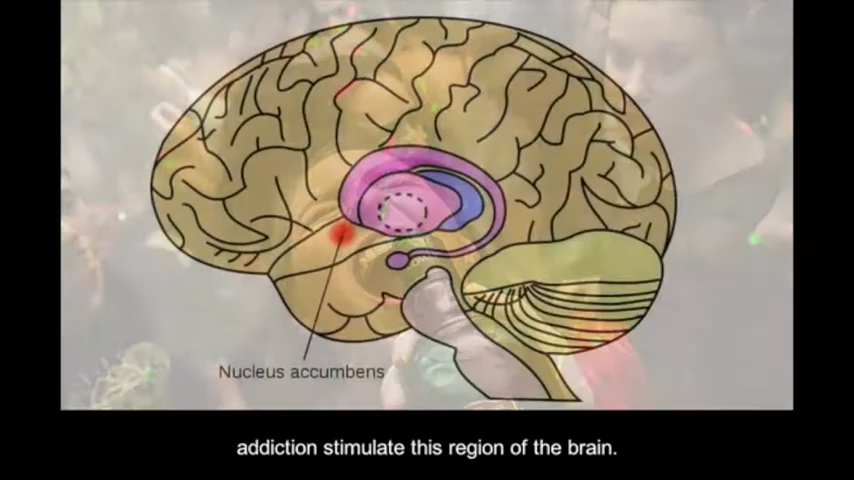 Nucleus accumbens
addiction stimulate this region of the brain.